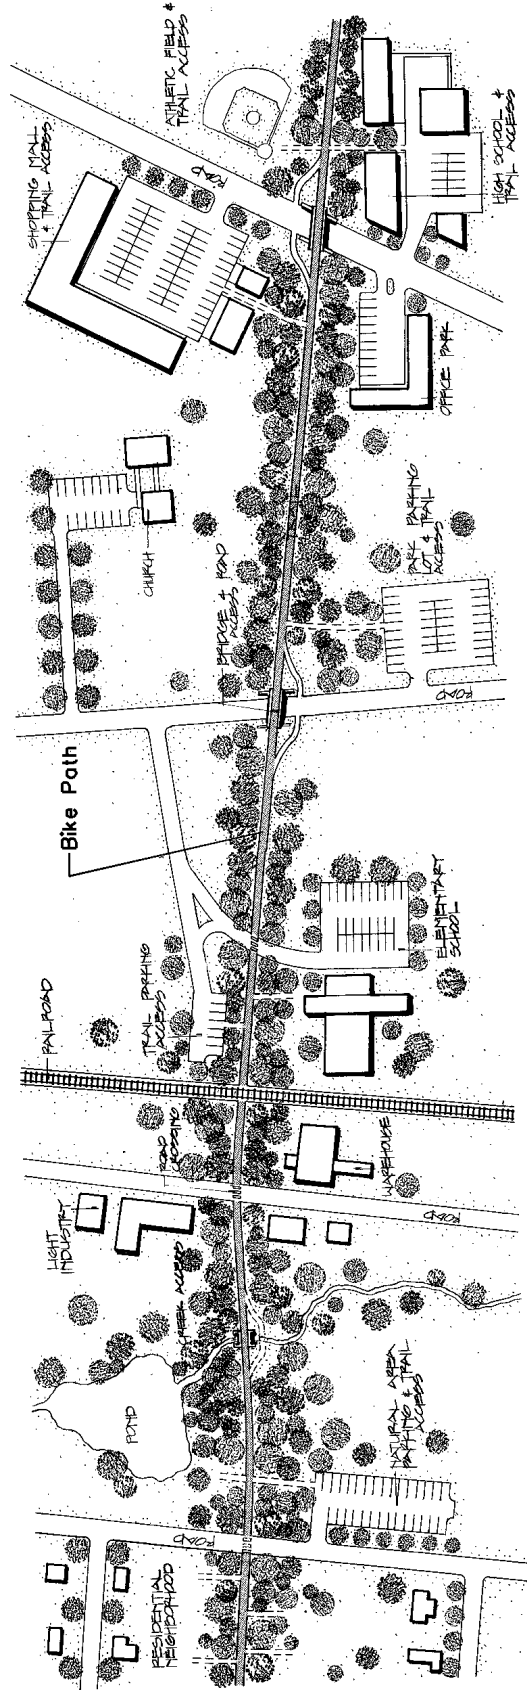 ATHLETIC FIELD &
TRAIL ACCESS
HIGH SCHOOL &
TRAIL ACCESS
SHOPPING MALL
& TRAIL ACCESS
ROAD
OFFICE PARK
CHURCH
PARK PARKING
LOT & TRAIL
ACCESS
BRIDGE & ROAD
ACCESS
ROAD
Bike Path
ELEMENTARY
SCHOOL
TRAIL PARKING
ACCESS
RAILROAD
ROAD
CROSSING
WAREHOUSE
LIGHT
INDUSTRY
ROAD
CREEK ACCESS
POND
NATURAL AREA
PARKING & TRAIL
ACCESS
ROAD
RESIDENTIAL
NEIGHBORHOOD